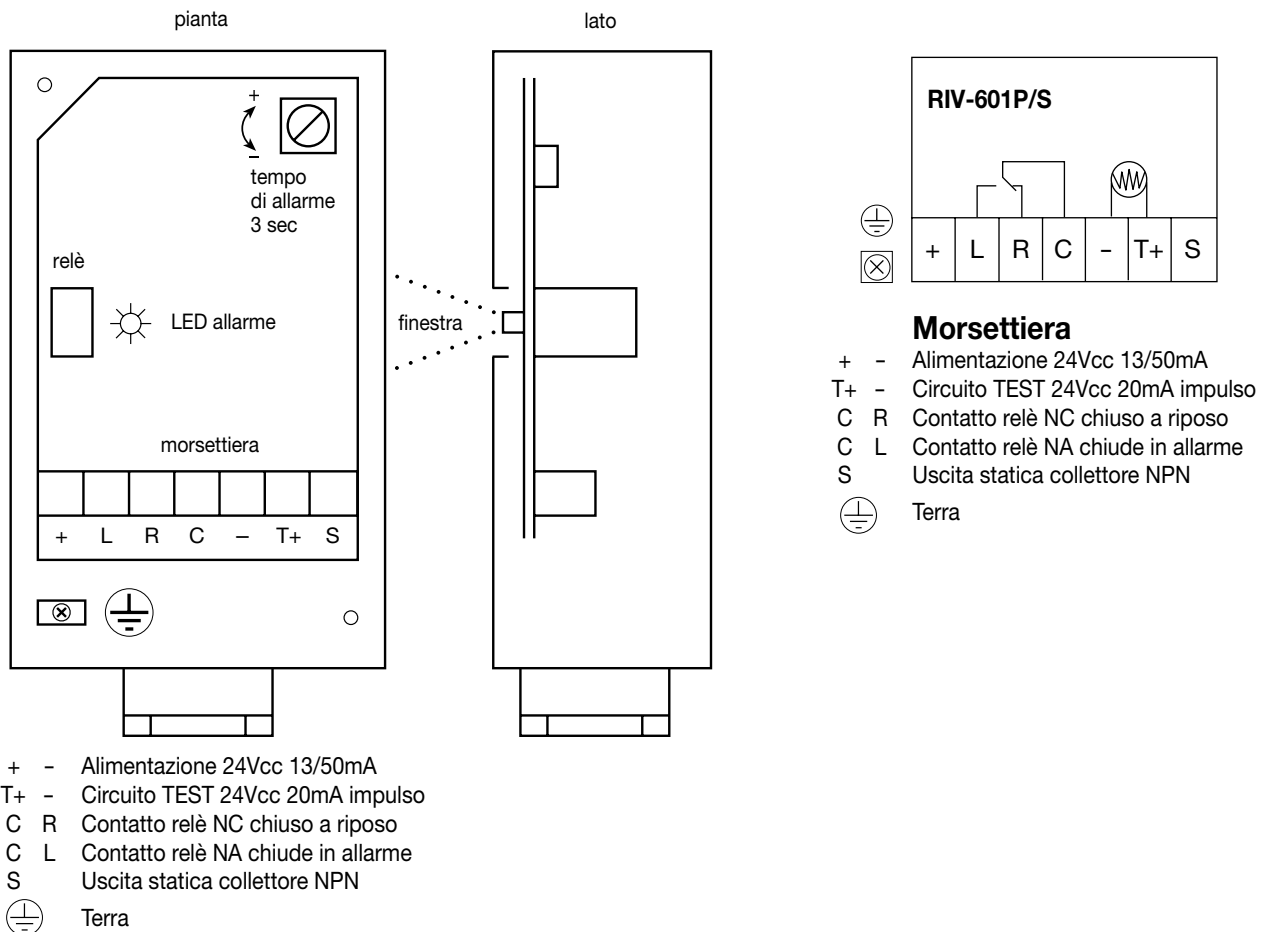 pianta
lato
+
–
tempo
di allarme
3 sec
relè
LED allarme
finestra
morsettiera
+ L R C – T+ S
+ – Alimentazione 24Vcc 13/50mA
T+ – Circuito TEST 24Vcc 20mA impulso
C R Contatto relè NC chiuso a riposo
C L Contatto relè NA chiude in allarme
S Uscita statica collettore NPN
Terra
RIV-601P/S
+ L R C – T+ S
Morsettiera
+ – Alimentazione 24Vcc 13/50mA
T+ – Circuito TEST 24Vcc 20mA impulso
C R Contatto relè NC chiuso a riposo
C L Contatto relè NA chiude in allarme
S Uscita statica collettore NPN
Terra